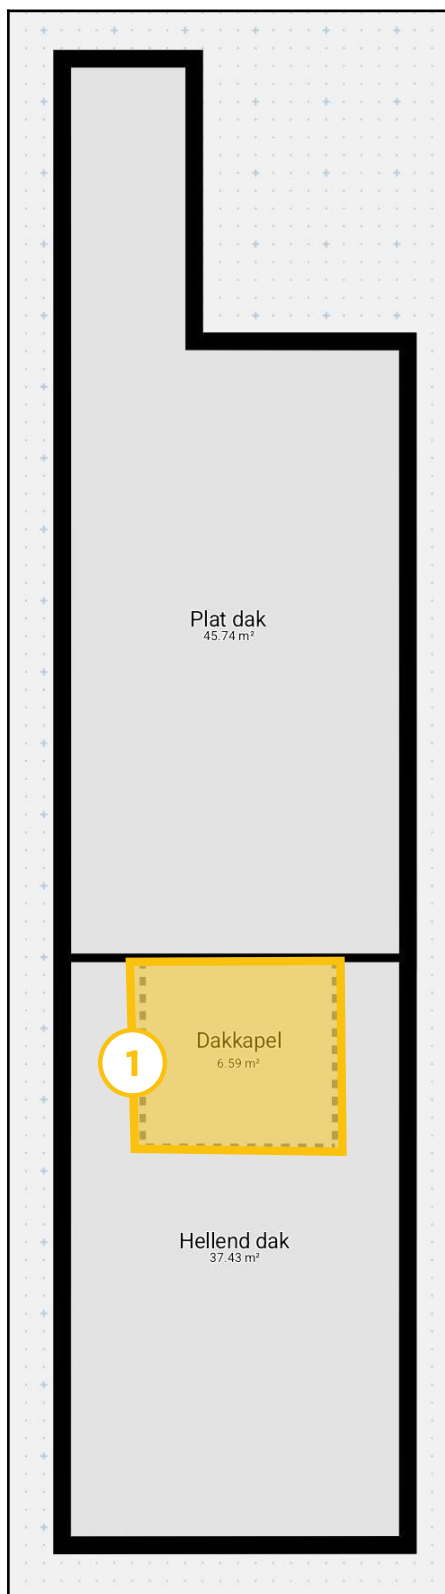 Plat dak
45.74 m²
Dakkapel
6.59 m²
1
Hellend dak
37.43 m²